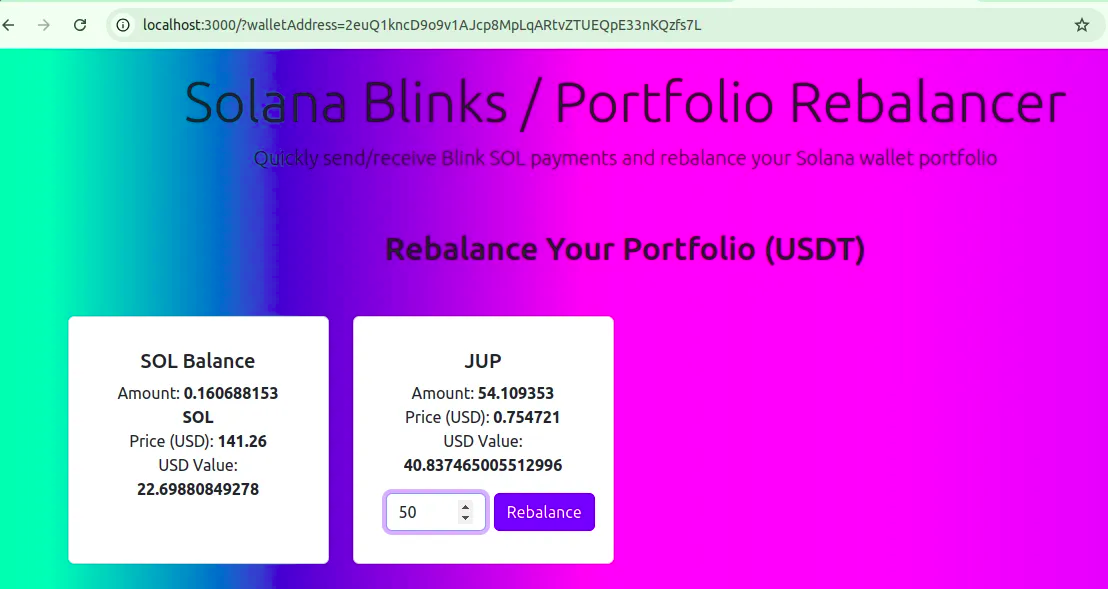 localhost:3000/?walletAddress=2euQ1kncD9o9v1AJcp8MpLqARtvZTUEQpE33nKQzfs7L
Solana Blinks / Portfolio Rebalancer
Quickly send/receive Blink SOL payments and rebalance your Solana wallet portfolio
Rebalance Your Portfolio (USDT)
SOL Balance
Amount: 0.160688153
SOL
Price (USD): 141.26
USD Value:
22.69880849278
JUP
Amount: 54.109353
Price (USD): 0.754721
USD Value:
40.837465005512996
50
Rebalance